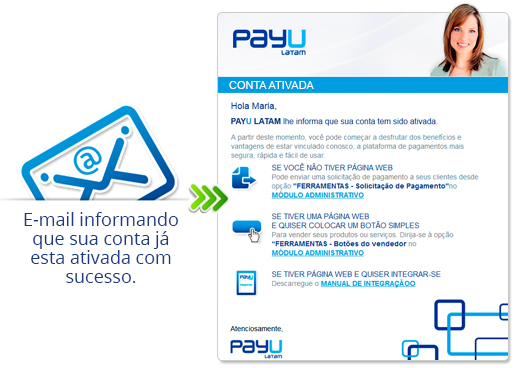 E-mail informando
que sua conta já
esta ativada com
sucesso.
PayU
LATAM
CONTA ATIVADA
Hola Maria,
PAYU LATAM lhe informa que sua conta tem sido ativada.
A partir deste momento, você pode começar a desfrutar dos benefícios e
vantagens de estar vinculado conosco, a plataforma de pagamentos mais
segura, rápida e fácil de usar.
SE VOCÊ NÃO TIVER PÁGINA WEB
Pode enviar uma solicitação de pagamento a seus clientes desde
opção "FERRAMENTAS - Solicitação de Pagamento"no
MÓDULO ADMINISTRATIVO
SE TIVER UMA PÁGINA WEB
E QUISER COLOCAR UM BOTÃO SIMPLES
Para vender seus produtos ou serviços. Dirija-se à opção
"FERRAMENTAS - Botões do vendedor no
MÓDULO ADMINISTRATIVO
SE TIVER PÁGINA WEB E QUISER INTEGRAR-SE
Descarregue o MANUAL DE INTEGRAÇÃOO
Atenciosamente,
PayU
LATAM